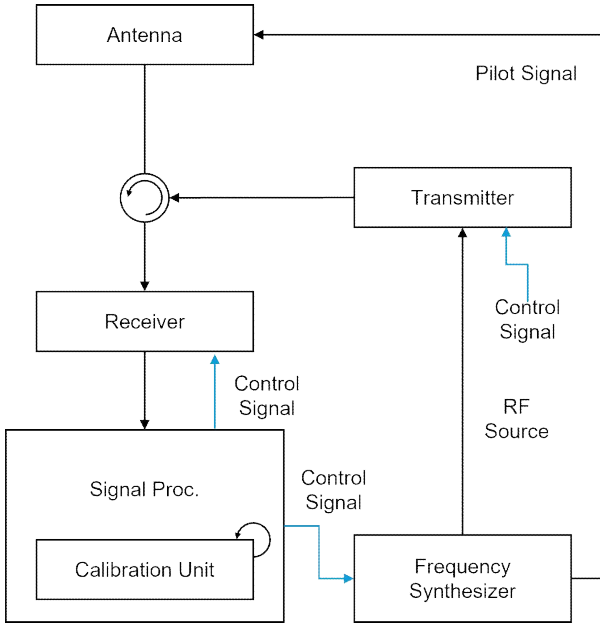 Antenna
Pilot Signal
Transmitter
Control
Signal
Receiver
Control
Signal
RF
Source
Signal Proc.
Control
Signal
Calibration Unit
Frequency
Synthesizer